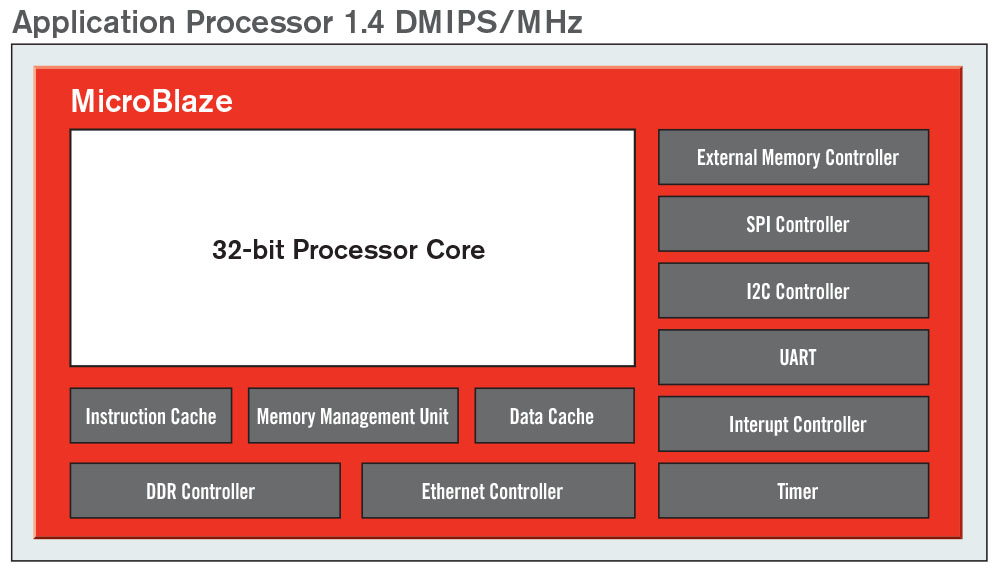 Application Processor 1.4 DMIPS/MHz
MicroBlaze
32-bit Processor Core
External Memory Controller
SPI Controller
I2C Controller
UART
Interupt Controller
Timer
Instruction Cache
Memory Management Unit
Data Cache
DDR Controller
Ethernet Controller